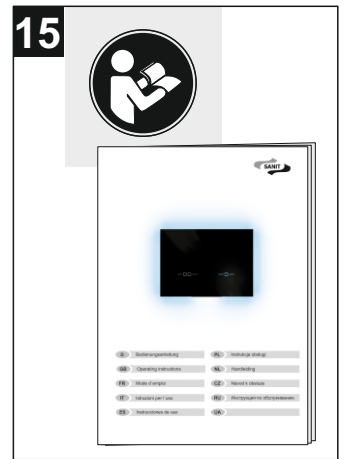 15
SANIT
D Bedienungsanleitung
GB Operating instructions
FR Mode d'emploi
IT Istruzioni per l'uso
ES Instrucciones de uso
PL Instrukcja obsługi
NL Handleiding
CZ Návod k obsluze
RU Инструкция по обслуживанию
UA